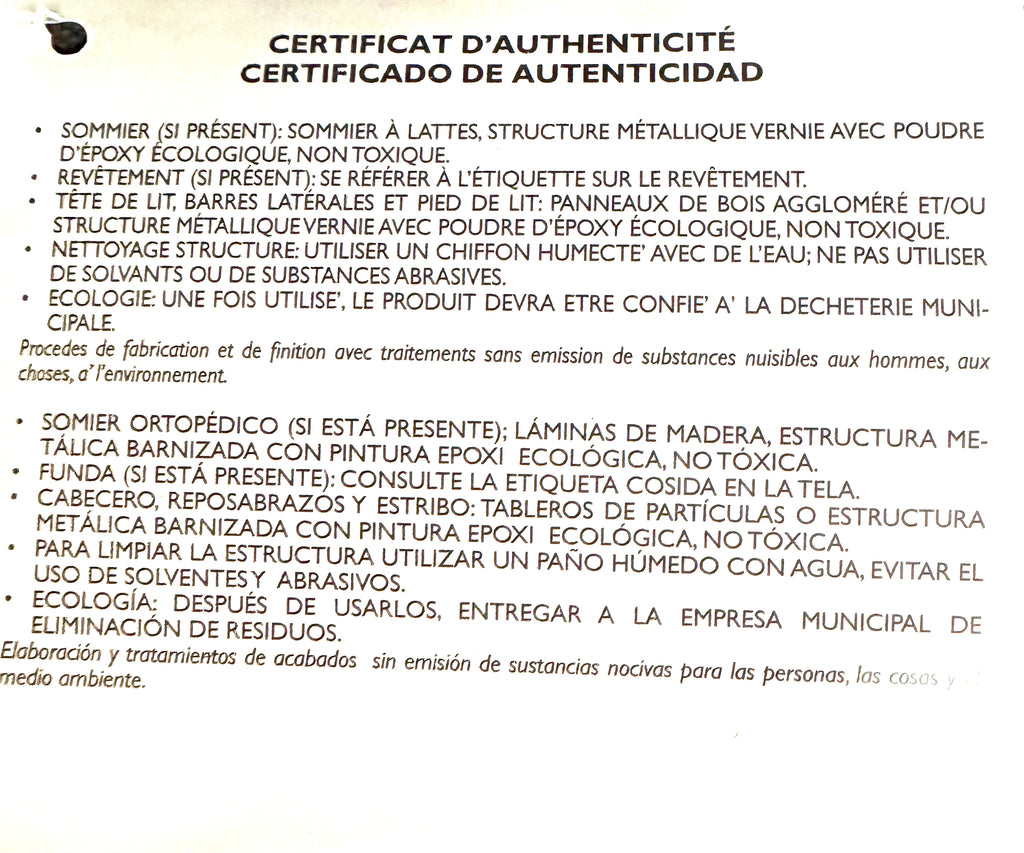 CERTIFICAT D'AUTHENTICITÉ
CERTIFICADO DE AUTENTICIDAD
• SOMMIER (SI PRÉSENT): SOMMIER À LATTES, STRUCTURE MÉTALLIQUE VERNIE AVEC POUDRE
D'ÉPOXY ÉCOLOGIQUE, NON TOXIQUE.
• REVÊTEMENT (SI PRÉSENT): SE RÉFÉRER À L'ÉTIQUETTE SUR LE REVÊTEMENT.
• TÊTE DE LIT, BARRES LATÉRALES ET PIED DE LIT: PANNEAUX DE BOIS AGGLOMÉRÉ ET/OU
STRUCTURE MÉTALLIQUE VERNIE AVEC POUDRE D'ÉPOXY ÉCOLOGIQUE, NON TOXIQUE.
• NETTOYAGE STRUCTURE: UTILISER UN CHIFFON HUMECTE' AVEC DE L'EAU; NE PAS UTILISER
DE SOLVANTS OU DE SUBSTANCES ABRASIVES.
• ECOLOGIE: UNE FOIS UTILISE', LE PRODUIT DEVRA ETRE CONFIE' A' LA DECHETERIE MUNI-
CIPALE.
Procedes de fabrication et de finition avec traitements sans emission de substances nuisibles aux hommes, aux
choses, a' l'environnement.
• SOMIER ORTOPÉDICO (SI ESTÁ PRESENTE); LÁMINAS DE MADERA, ESTRUCTURA ME-
TÁLICA BARNIZADA CON PINTURA EPOXI ECOLÓGICA, NO TÓXICA.
• FUNDA (SI ESTÁ PRESENTE): CONSULTE LA ETIQUETA COSIDA EN LA TELA.
• CABECERO, REPOSABRAZOS Y ESTRIBO: TABLEROS DE PARTÍCULAS O ESTRUCTURA
METÁLICA BARNIZADA CON PINTURA EPOXI ECOLÓGICA, NO TÓXICA.
• PARA LIMPIAR LA ESTRUCTURA UTILIZAR UN PAÑO HÚMEDO CON AGUA, EVITAR EL
USO DE SOLVENTES Y ABRASIVOS.
• ECOLOGÍA: DESPUÉS DE USARLOS, ENTREGAR A LA EMPRESA MUNICIPAL DE
ELIMINACIÓN DE RESIDUOS.
Elaboración y tratamientos de acabados sin emisión de sustancias nocivas para las personas, las cosas y
medio ambiente.